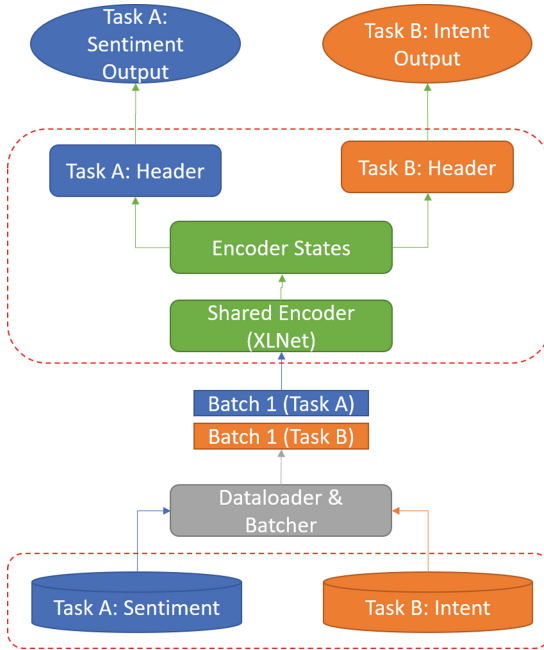 Task A:
Sentiment
Output
Task B: Intent
Output
Task A: Header
Task B: Header
Encoder States
Shared Encoder
(XLNet)
Batch 1 (Task A)
Batch 1 (Task B)
Dataloader &
Batcher
Task A: Sentiment
Task B: Intent